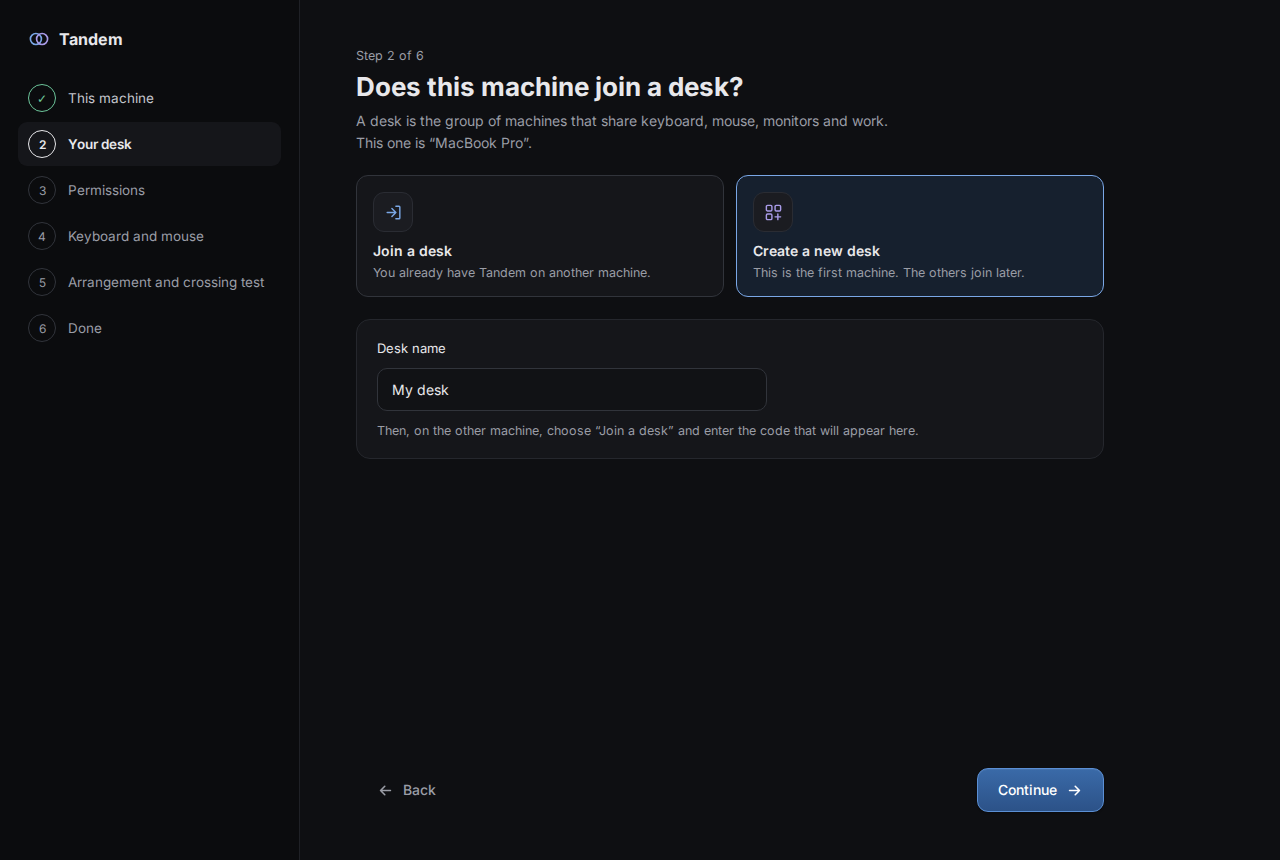 Tandem
✓ This machine
2 Your desk
3 Permissions
4 Keyboard and mouse
5 Arrangement and crossing test
6 Done
Step 2 of 6
Does this machine join a desk?
A desk is the group of machines that share keyboard, mouse, monitors and work.
This one is “MacBook Pro”.
Join a desk
You already have Tandem on another machine.
Create a new desk
This is the first machine. The others join later.
Desk name
My desk
Then, on the other machine, choose “Join a desk” and enter the code that will appear here.
Back
Continue